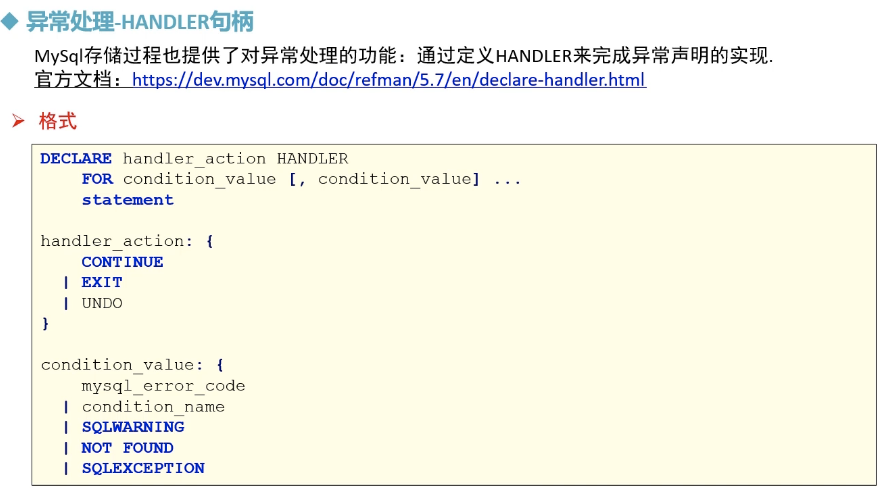 异常处理-HANDLER句柄
MySql存储过程也提供了对异常处理的功能：通过定义HANDLER来完成异常声明的实现.
官方文档：https://dev.mysql.com/doc/refman/5.7/en/declare-handler.html
格式
DECLARE handler_action HANDLER
    FOR condition_value [, condition_value] ...
    statement

handler_action: {
    CONTINUE
  | EXIT
  | UNDO
}

condition_value: {
    mysql_error_code
  | condition_name
  | SQLWARNING
  | NOT FOUND
  | SQLEXCEPTION